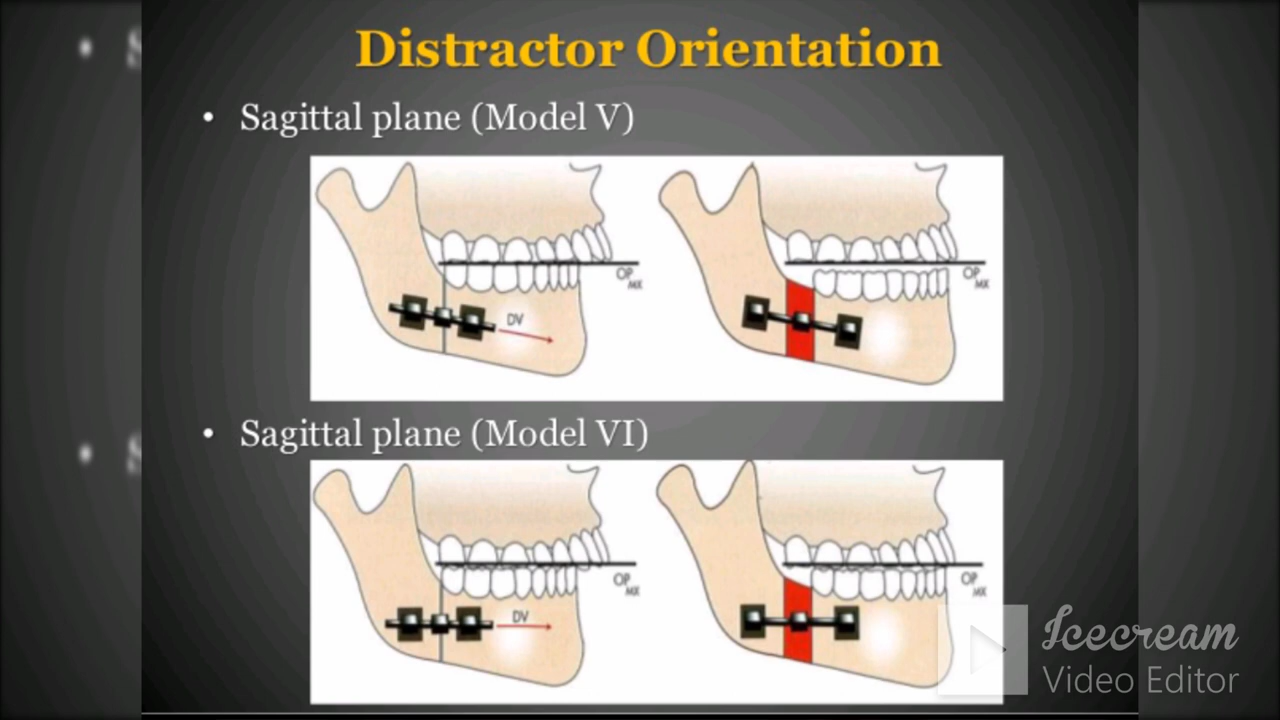 Distractor Orientation
• Sagittal plane (Model V)
OP MX
OP MX
DV
• Sagittal plane (Model VI)
OP MX
OP MX
DV
Icecream
Video Editor